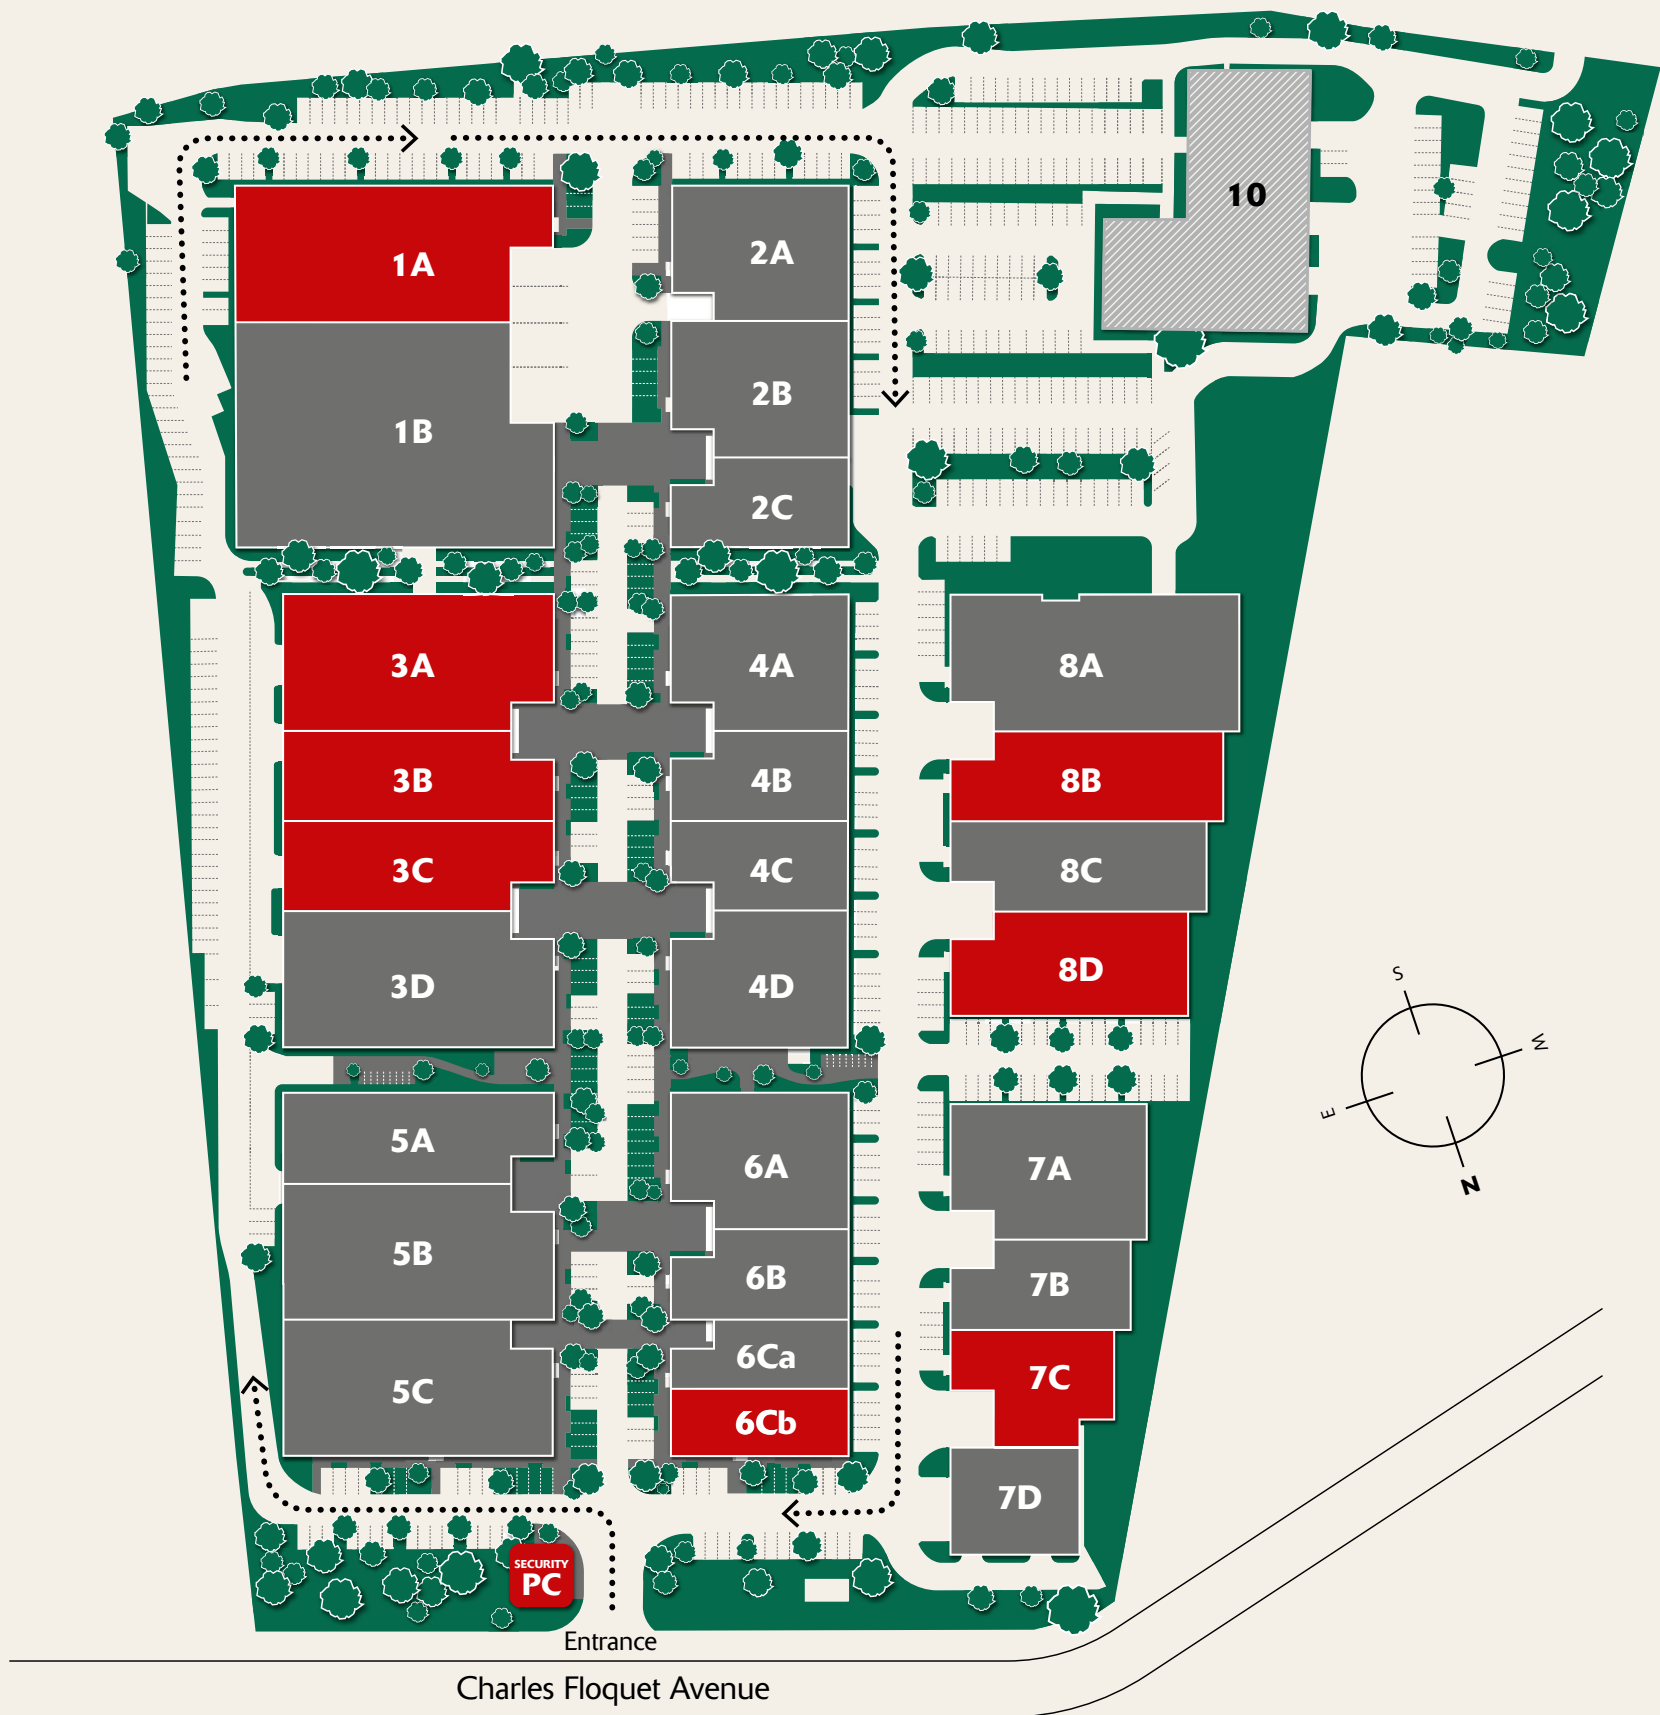 10
1A
2A
2B
1B
2C
3A
4A
8A
3B
4B
8B
3C
4C
8C
3D
4D
8D
S
W
E
N
5A
6A
7A
5B
6B
7B
6Ca
7C
5C
6Cb
7D
SECURITY
PC
Entrance
Charles Floquet Avenue